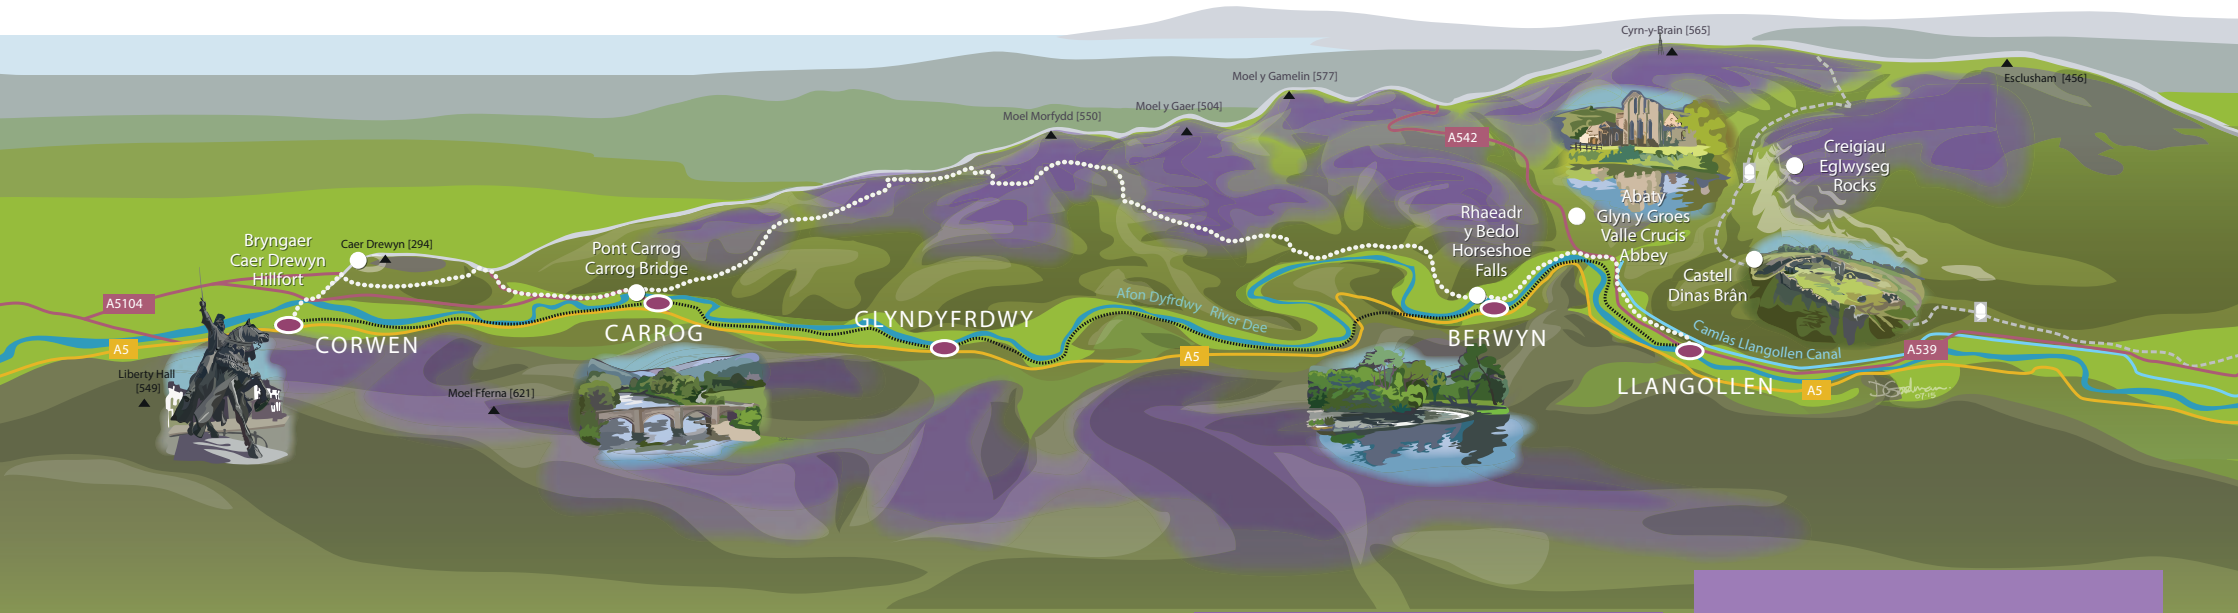 Cyrn-y-Brain [565]
Moel y Gamelin [577]
Esclusham [456]
Moel y Gaer [504]
Moel Morfydd [550]
A542
Creigiau
Eglwyseg
Rocks
Abaty
Glyn y Groes
Valle Crucis
Abbey
Rhaeadr
y Bedol
Horseshoe
Falls
Bryngaer
Caer Drewyn
Hillfort
Caer Drewyn [294]
Pont Carrog
Carrog Bridge
Castell
Dinas Brân
A5104
Afon Dyfrdwy River Dee
GLYNDYFRDWY
CARROG
CORWEN
BERWYN
Camlas Llangollen Canal
A539
A5
A5
Liberty Hall
[549]
Moel Fferna [621]
LLANGOLLEN
A5
07-15